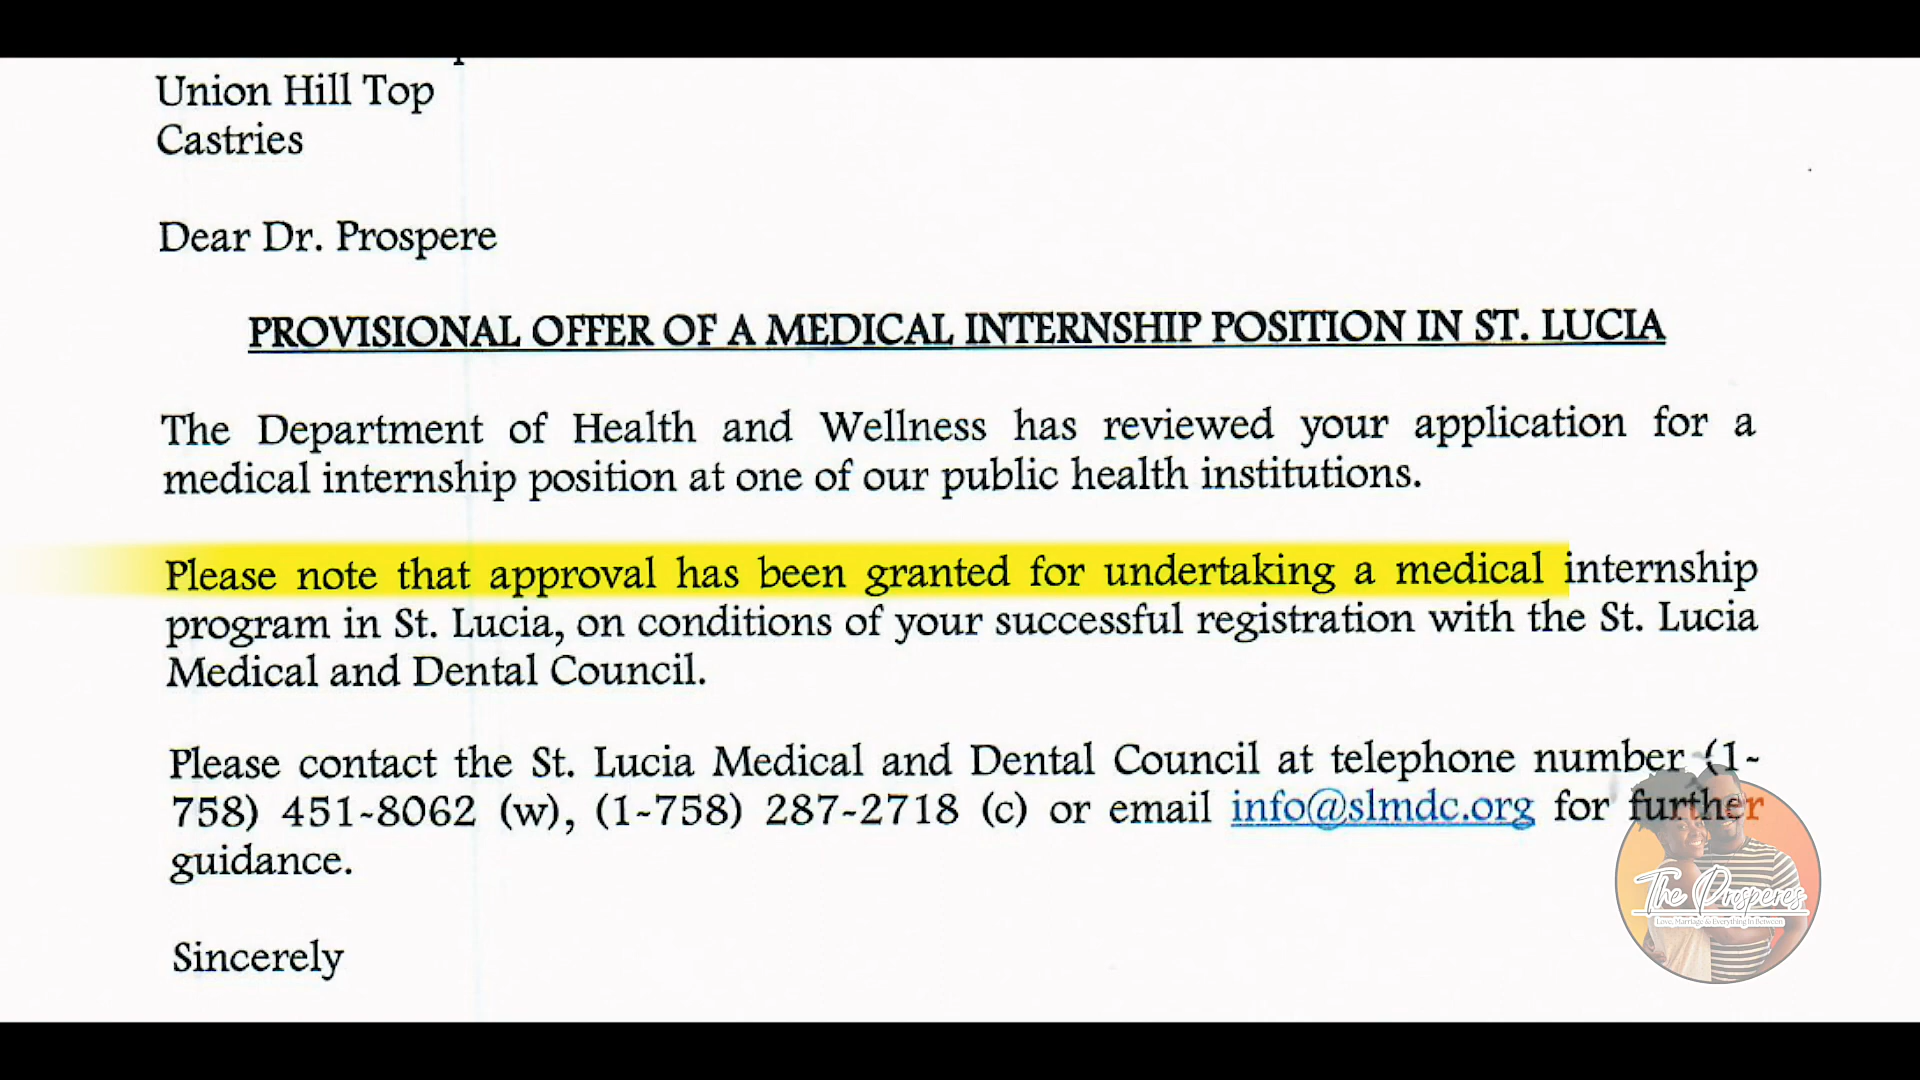 Union Hill Top
Castries
Dear Dr. Prospere
PROVISIONAL OFFER OF A MEDICAL INTERNSHIP POSITION IN ST. LUCIA
The Department of Health and Wellness has reviewed your application for a
medical internship position at one of our public health institutions.
Please note that approval has been granted for undertaking a medical internship
program in St. Lucia, on conditions of your successful registration with the St. Lucia
Medical and Dental Council.
Please contact the St. Lucia Medical and Dental Council at telephone number (1-
758) 451-8062 (w), (1-758) 287-2718 (c) or email info@slmdc.org for further
guidance.
Sincerely
The Prosperes
Love, Marriage & Everything In Between